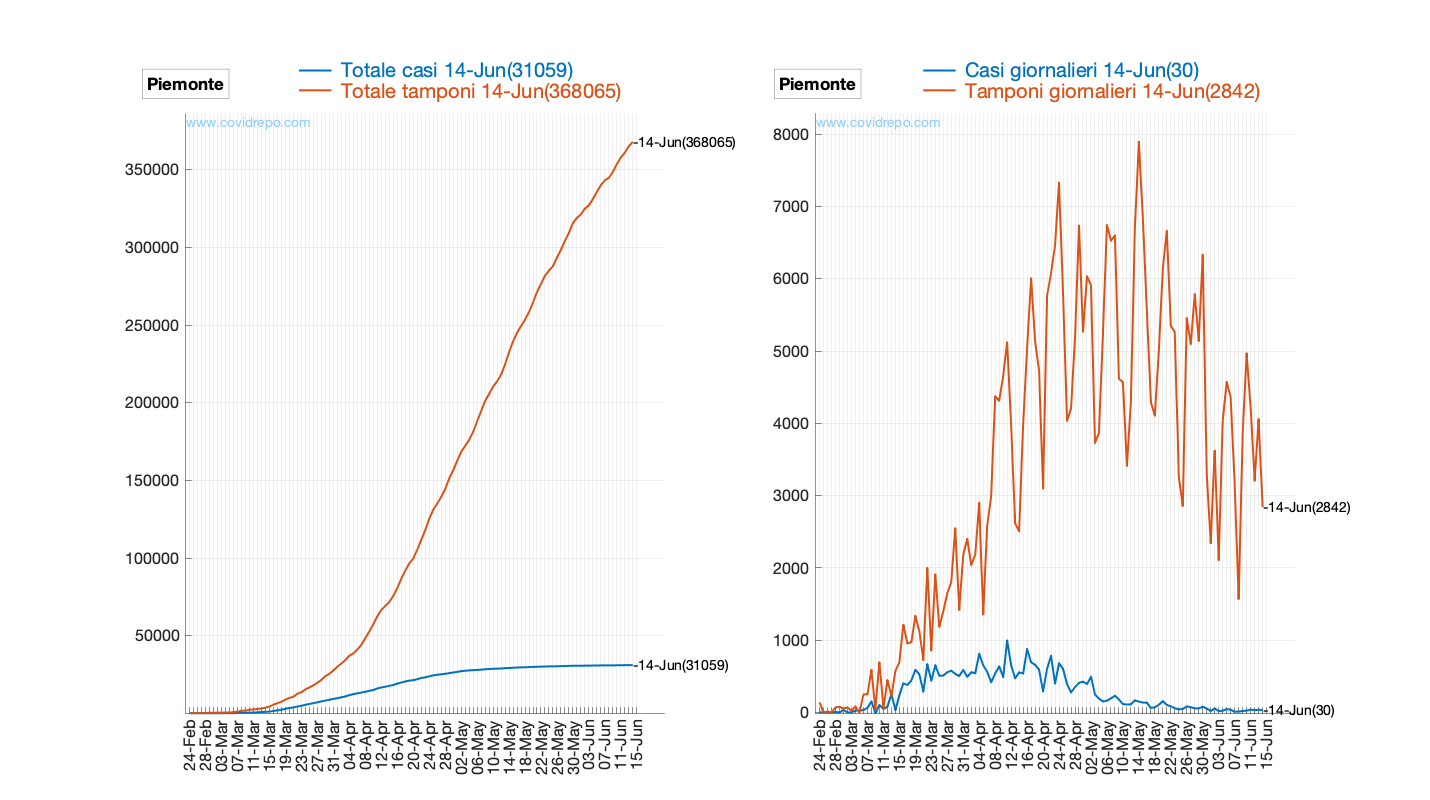 Piemonte
Totale casi 14-Jun(31059)
Totale tamponi 14-Jun(368065)
www.covidrepo.com
350000
300000
250000
200000
150000
100000
50000
-14-Jun(368065)
-14-Jun(31059)
24-Feb
28-Feb
03-Mar
07-Mar
11-Mar
15-Mar
19-Mar
23-Mar
27-Mar
31-Mar
04-Apr
08-Apr
12-Apr
16-Apr
20-Apr
24-Apr
28-Apr
02-May
06-May
10-May
14-May
18-May
22-May
26-May
30-May
03-Jun
07-Jun
11-Jun
15-Jun
Piemonte
Casi giornalieri 14-Jun(30)
Tamponi giornalieri 14-Jun(2842)
www.covidrepo.com
8000
7000
6000
5000
4000
3000
2000
1000
0
-14-Jun(2842)
-14-Jun(30)
24-Feb
28-Feb
03-Mar
07-Mar
11-Mar
15-Mar
19-Mar
23-Mar
27-Mar
31-Mar
04-Apr
08-Apr
12-Apr
16-Apr
20-Apr
24-Apr
28-Apr
02-May
06-May
10-May
14-May
18-May
22-May
26-May
30-May
03-Jun
07-Jun
11-Jun
15-Jun